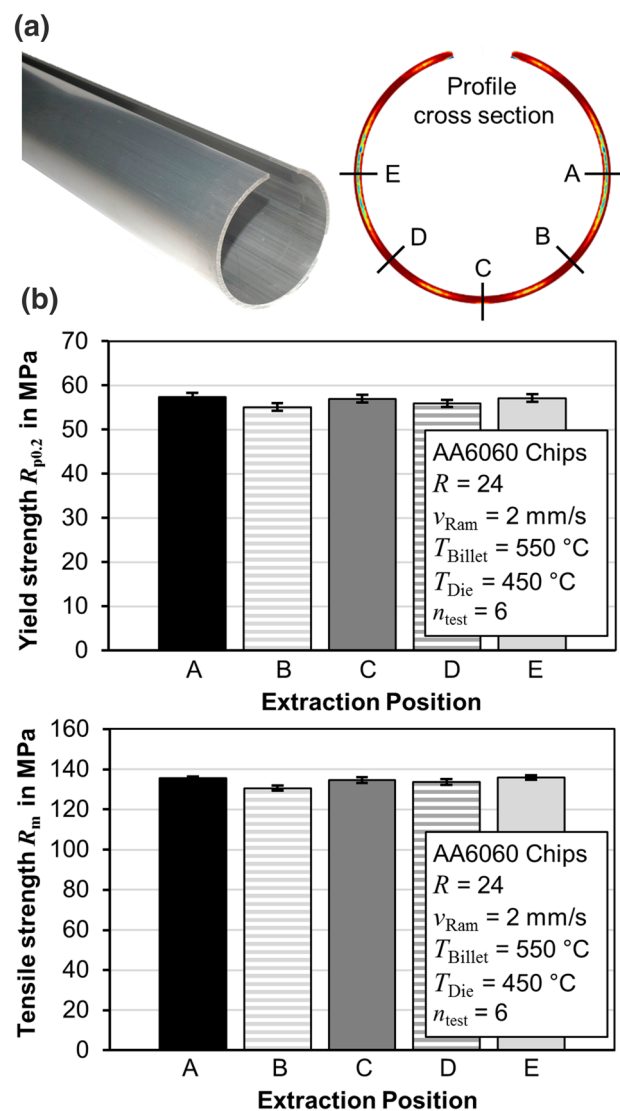 (a)
Profile
cross section
E
A
D
B
C
(b)
Yield strength Rp0.2 in MPa
70
60
50
40
30
20
10
0
AA6060 Chips
R = 24
vRam = 2 mm/s
TBillet = 550 °C
TDie = 450 °C
ntest = 6
A B C D E
Extraction Position
Tensile strength Rm in MPa
160
140
120
100
80
60
40
20
0
AA6060 Chips
R = 24
vRam = 2 mm/s
TBillet = 550 °C
TDie = 450 °C
ntest = 6
A B C D E
Extraction Position